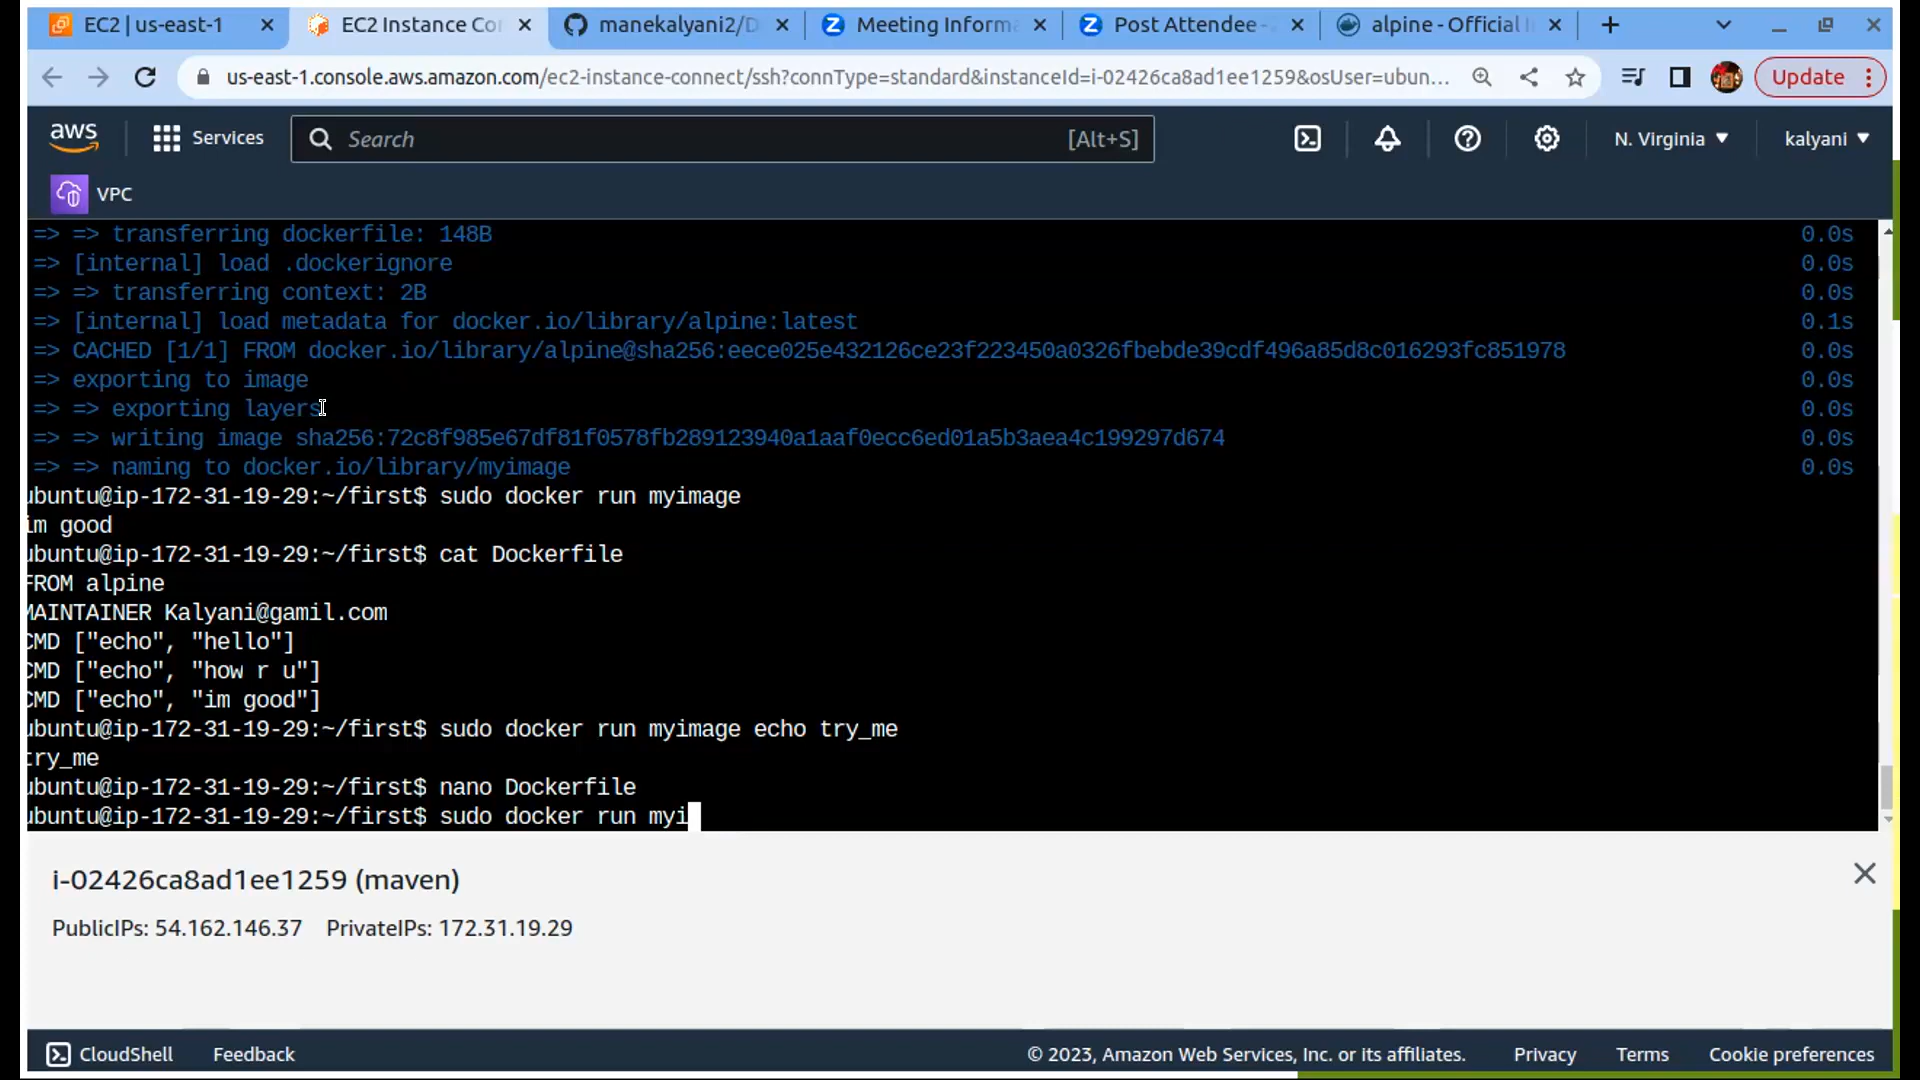 EC2 | us-east-1
EC2 Instance Co
manekalyani2/D
Meeting Inform
Post Attendee -
alpine - Official I
us-east-1.console.aws.amazon.com/ec2-instance-connect/ssh?connType=standard&instanceId=i-02426ca8ad1ee1259&osUser=ubun...
Update
aws
Services
Search
[Alt+S]
N. Virginia
kalyani
VPC
=> => transferring dockerfile: 148B 0.0s
=> [internal] load .dockerignore 0.0s
=> => transferring context: 2B 0.0s
=> [internal] load metadata for docker.io/library/alpine:latest 0.1s
=> CACHED [1/1] FROM docker.io/library/alpine@sha256:eece025e432126ce23f223450a0326fbebde39cdf496a85d8c016293fc851978 0.0s
=> exporting to image 0.0s
=> => exporting layers 0.0s
=> => writing image sha256:72c8f985e67df81f0578fb289123940a1aaf0ecc6ed01a5b3aea4c199297d674 0.0s
=> => naming to docker.io/library/myimage 0.0s
ubuntu@ip-172-31-19-29:~/first$ sudo docker run myimage
im good
ubuntu@ip-172-31-19-29:~/first$ cat Dockerfile
FROM alpine
MAINTAINER Kalyani@gamil.com
CMD ["echo", "hello"]
CMD ["echo", "how r u"]
CMD ["echo", "im good"]
ubuntu@ip-172-31-19-29:~/first$ sudo docker run myimage echo try_me
try_me
ubuntu@ip-172-31-19-29:~/first$ nano Dockerfile
ubuntu@ip-172-31-19-29:~/first$ sudo docker run myi
i-02426ca8ad1ee1259 (maven)
PublicIPs: 54.162.146.37 PrivateIPs: 172.31.19.29
CloudShell
Feedback
© 2023, Amazon Web Services, Inc. or its affiliates.
Privacy
Terms
Cookie preferences